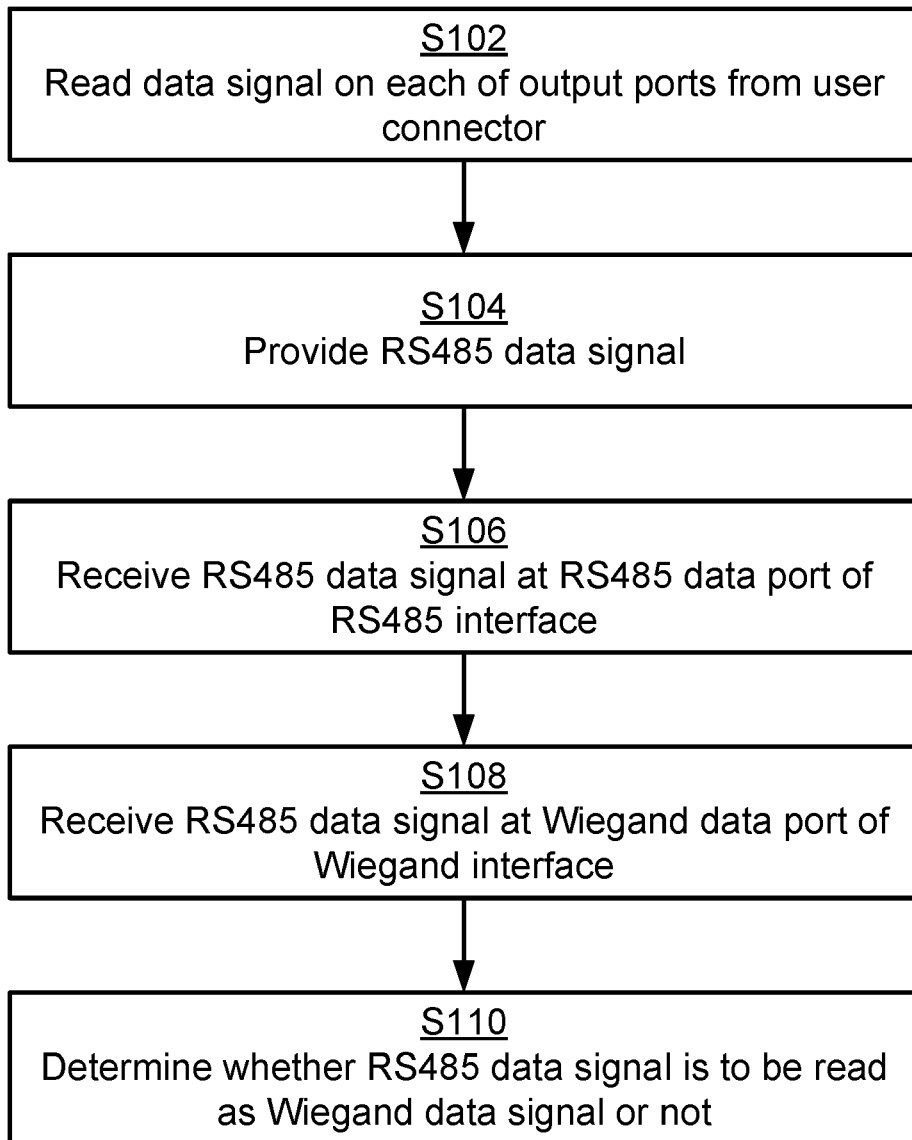 S102
Read data signal on each of output ports from user
connector
S104
Provide RS485 data signal
S106
Receive RS485 data signal at RS485 data port of
RS485 interface
S108
Receive RS485 data signal at Wiegand data port of
Wiegand interface
S110
Determine whether RS485 data signal is to be read
as Wiegand data signal or not